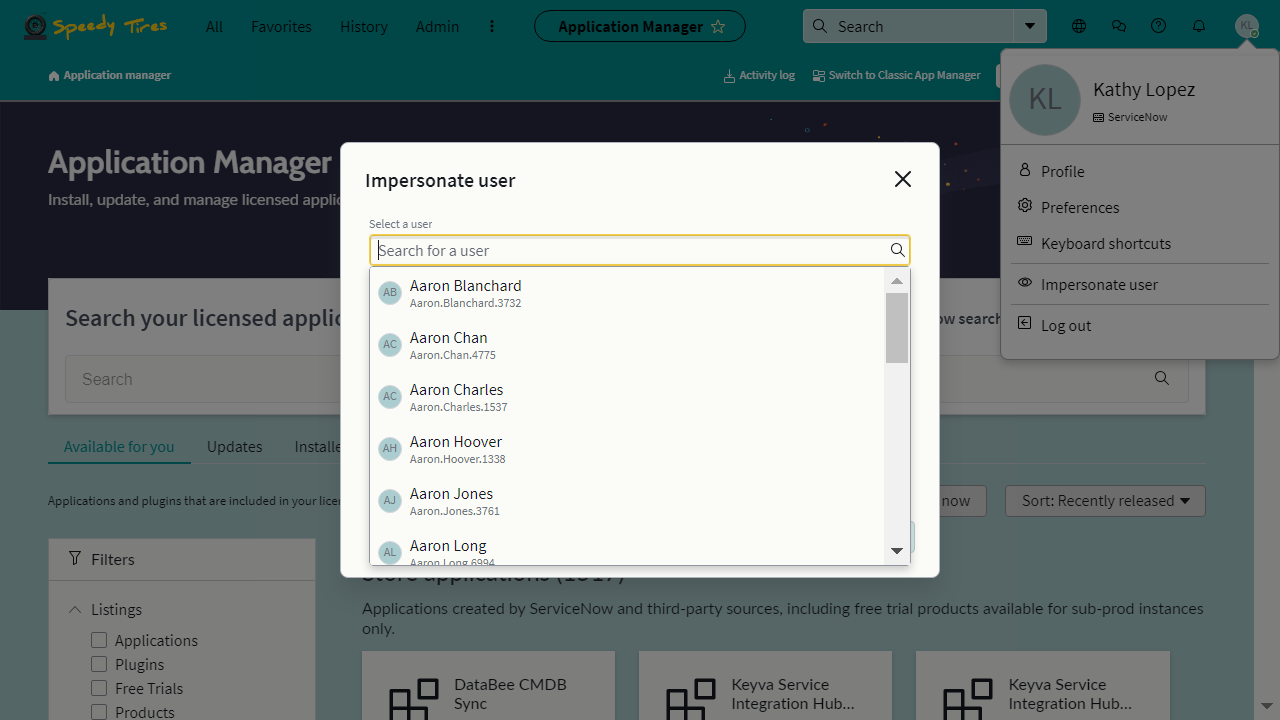 Speedy Tires
All
Favorites
History
Admin
Application Manager
Search
KL
Application manager
Activity log
Switch to Classic App Manager
KL
Kathy Lopez
ServiceNow
Profile
Preferences
Keyboard shortcuts
Impersonate user
Log out
Application Manager
Install, update, and manage licensed
Impersonate user
Select a user
Search for a user
AB
Aaron Blanchard
Aaron.Blanchard.3732
AC
Aaron Chan
Aaron.Chan.4775
AC
Aaron Charles
Aaron.Charles.1537
AH
Aaron Hoover
Aaron.Hoover.1338
AJ
Aaron Jones
Aaron.Jones.3761
AL
Aaron Long
Aaron.Long.6994
Search your licensed
Search
Available for you
Updates
Applications and plugins that are included in your
now
Sort: Recently released
Filters
Listings
Applications
Plugins
Free Trials
Products
Store applications
Applications created by ServiceNow and third-party sources, including free trial products available for sub-prod instances
only.
DataBee CMDB
Sync
Keyva Service
Integration Hub...
Keyva Service
Integration Hub...